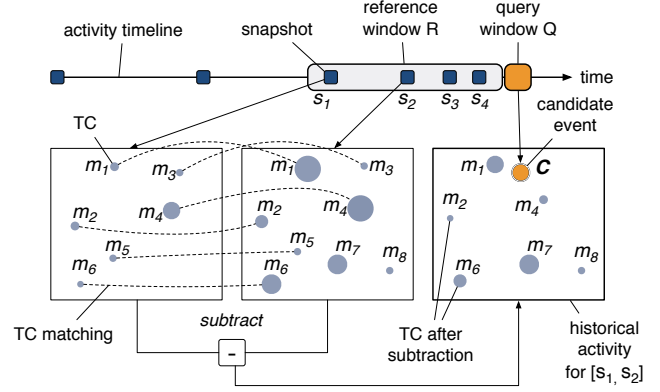 activity timeline
snapshot
reference
window R
query
window Q
time
s1
s2
s3
s4
candidate
event
TC
m1
m3
m4
m2
m5
m6
m1
m3
m4
m2
m5
m7
m6
m8
m1
C
m2
m4
m7
m8
m6
TC matching
subtract
-
TC after
subtraction
historical
activity
for [s1, s2]